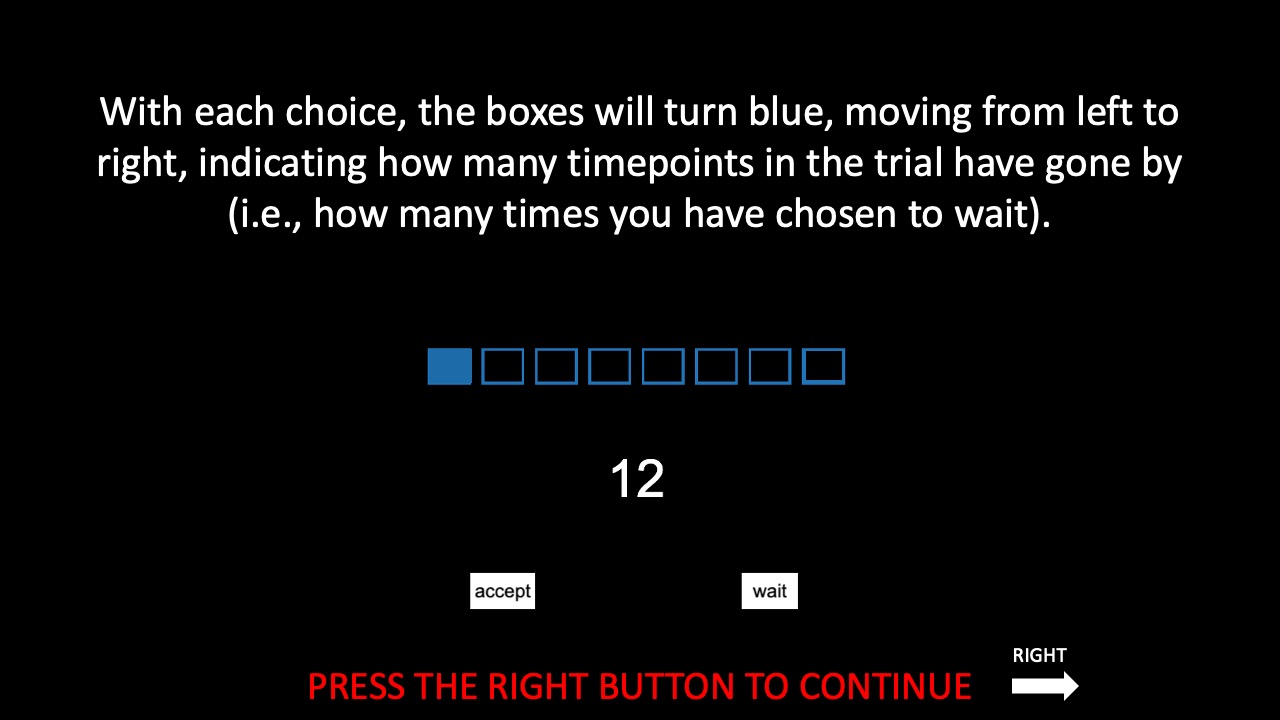 With each choice, the boxes will turn blue, moving from left to
right, indicating how many timepoints in the trial have gone by
(i.e., how many times you have chosen to wait).
12
accept wait
RIGHT
PRESS THE RIGHT BUTTON TO CONTINUE